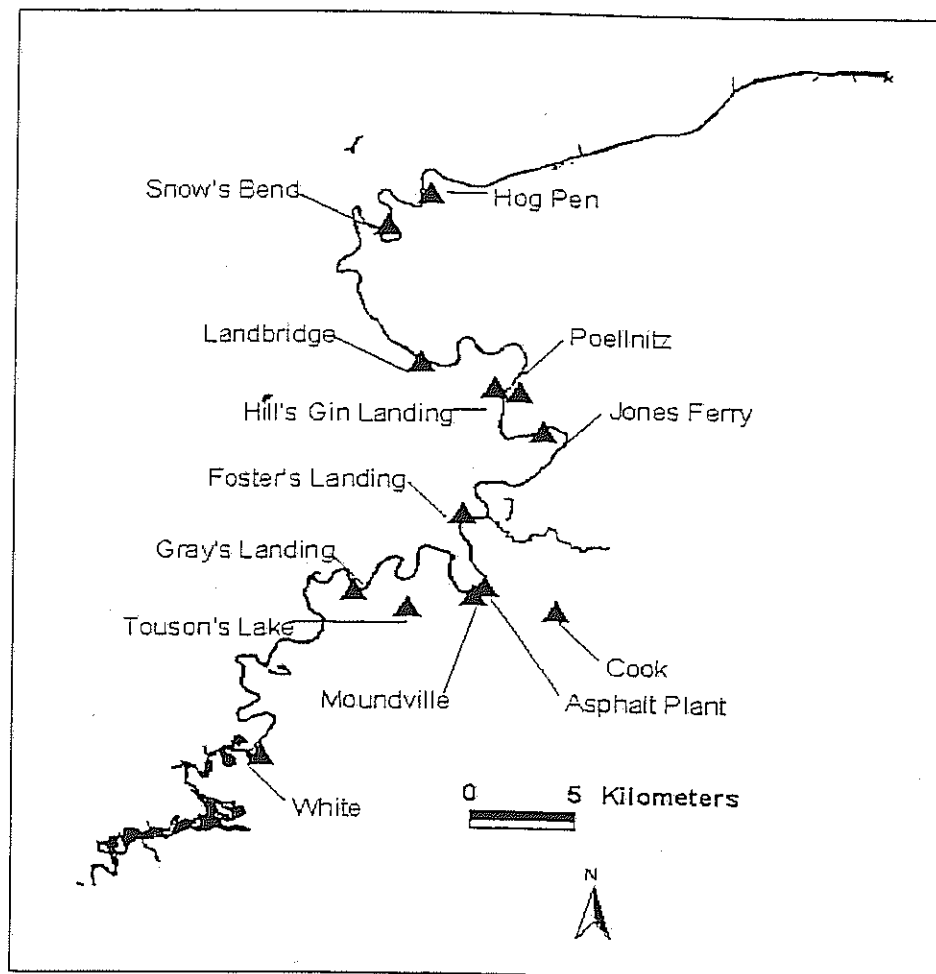 Snow's Bend
Hog Pen
Landbridge
Poellnitz
Hill's Gin Landing
Jones Ferry
Foster's Landing
Gray's Landing
Touson's Lake
Cook
Moundville
Asphalt Plant
White
0 5 Kilometers
N